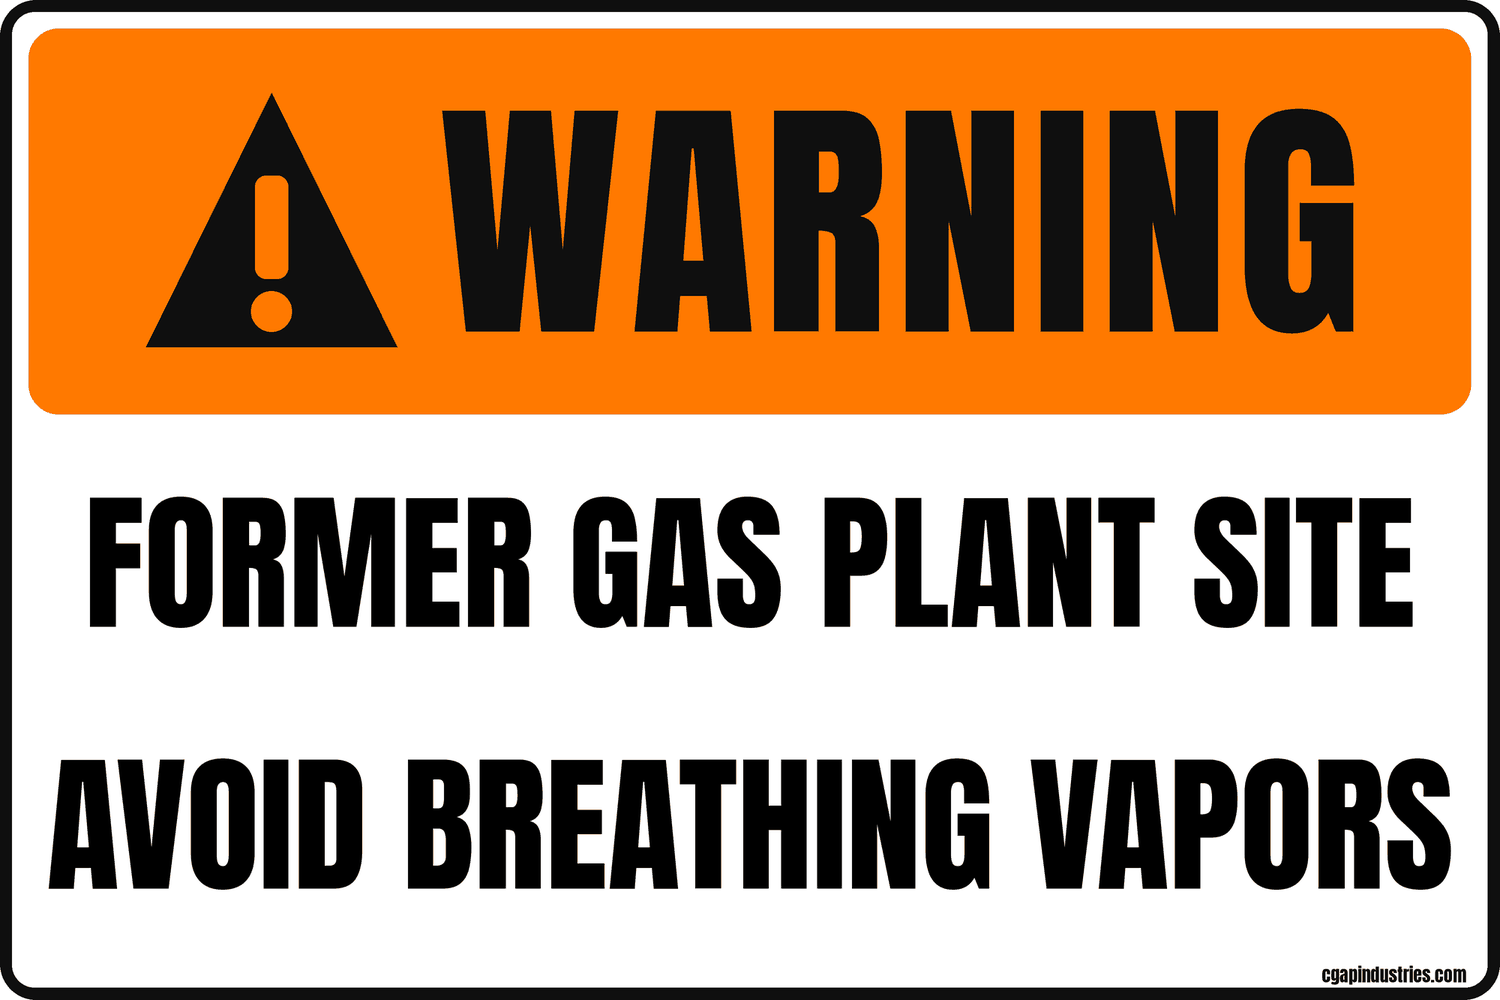 WARNING
FORMER GAS PLANT SITE
AVOID BREATHING VAPORS
cgapindustries.com